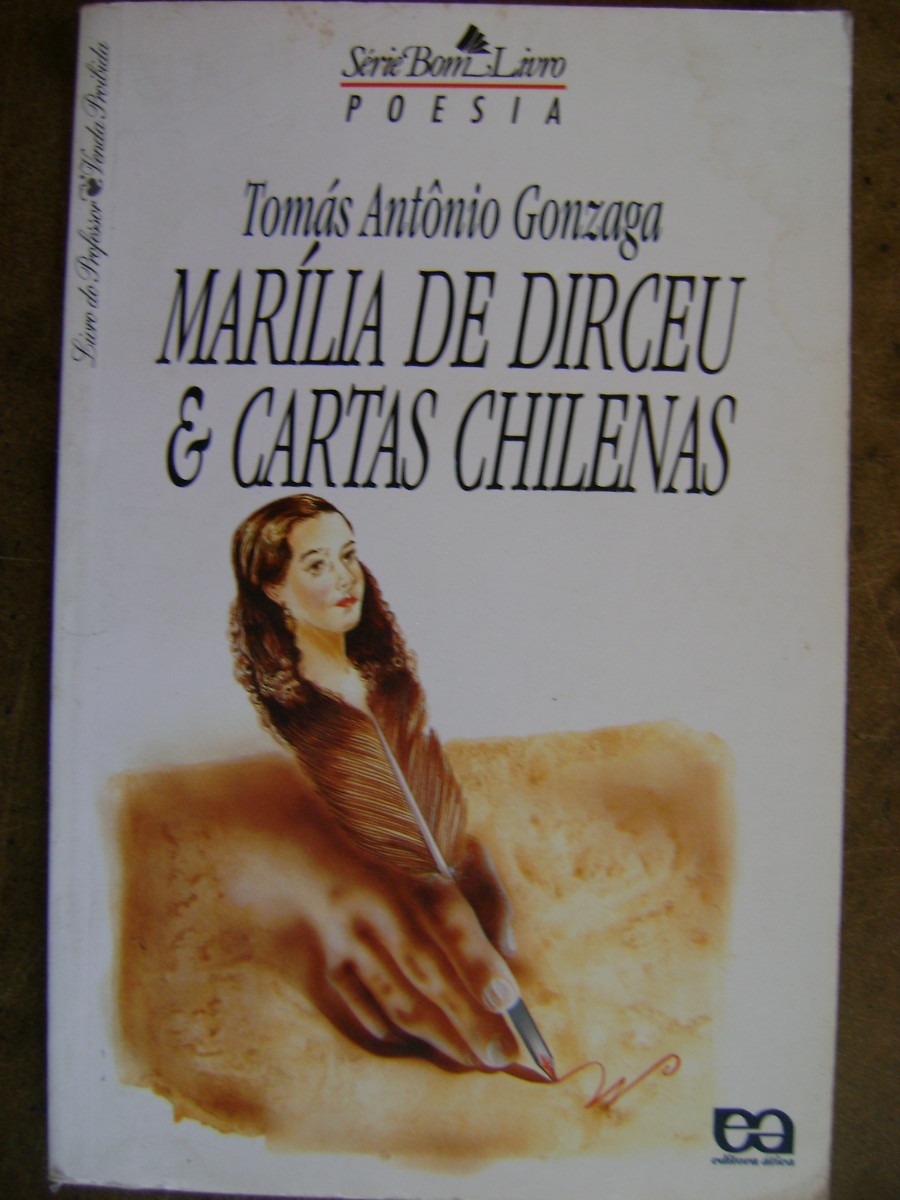 Série Bom Livro
POESIA
Livro do Professor Venda Proibida
Tomás Antônio Gonzaga
MARÍLIA DE DIRCEU
& CARTAS CHILENAS
ea
editora ática